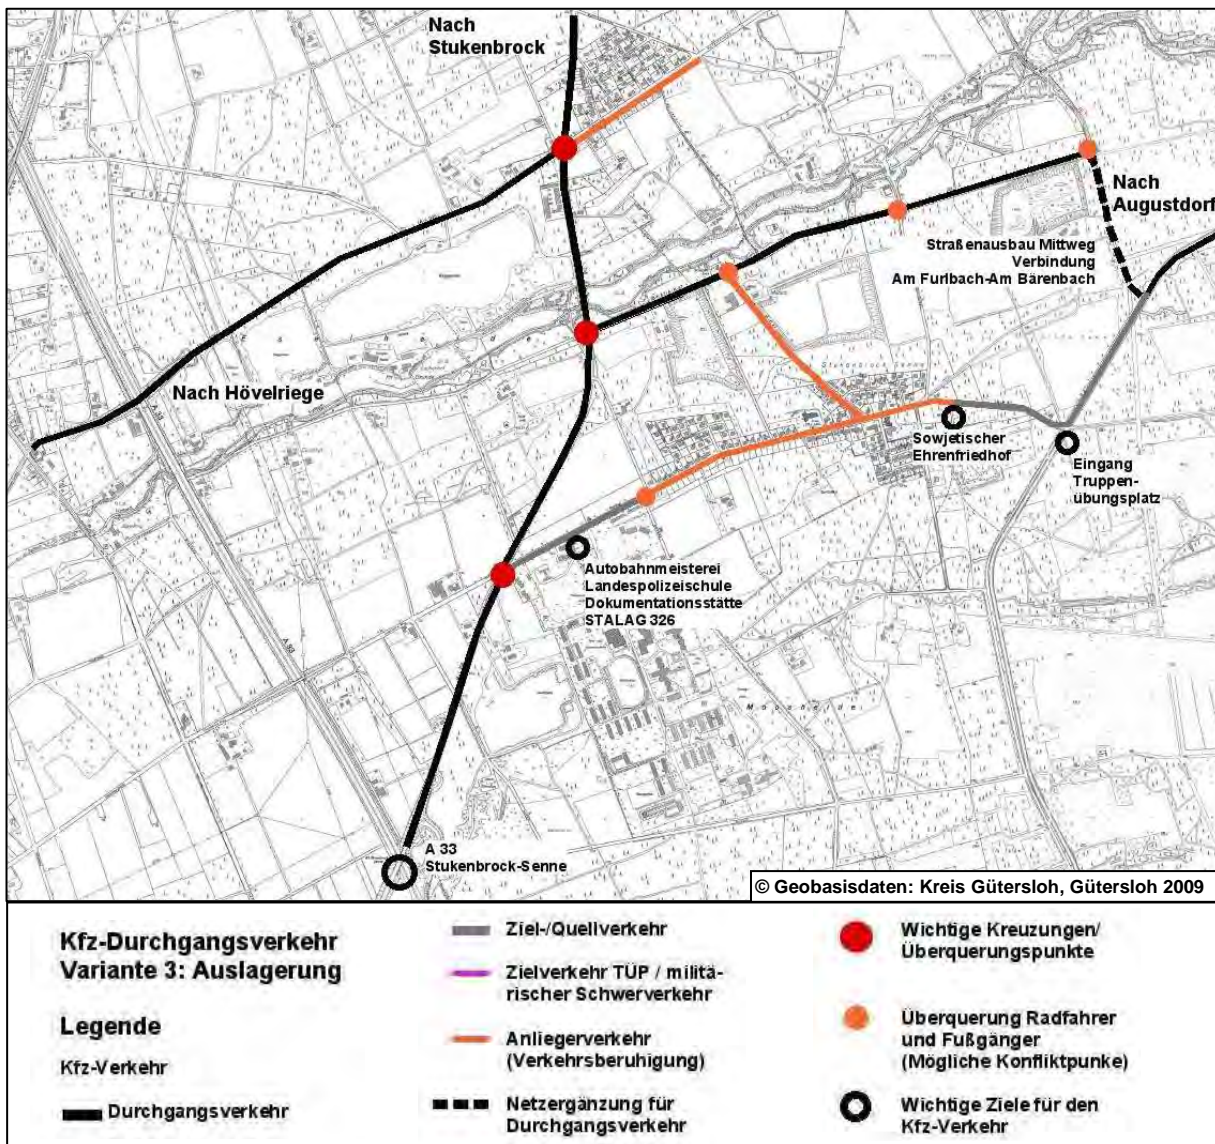 Nach
Stukenbrock
Nach
Augustdorf
Straßenausbau Mittweg
Verbindung
Am Furlbach-Am Bärenbach
Nach Hövelriege
Sowjetischer
Ehrenfriedhof
Eingang
Truppen-
übungsplatz
Autobahnmeisterei
Landespolizeischule
Dokumentationsstätte
STALAG 326
A 33
Moosheide
A 33
Stukenbrock-Senne
© Geobasisdaten: Kreis Gütersloh, Gütersloh 2009
Kfz-Durchgangsverkehr
Variante 3: Auslagerung
Legende
Kfz-Verkehr
Durchgangsverkehr
Ziel-/Quellverkehr
Zielverkehr TÜP / militä-
rischer Schwerverkehr
Anliegerverkehr
(Verkehrsberuhigung)
Netzergänzung für
Durchgangsverkehr
Wichtige Kreuzungen/
Überquerungspunkte
Überquerung Radfahrer
und Fußgänger
(Mögliche Konfliktpunke)
Wichtige Ziele für den
Kfz-Verkehr